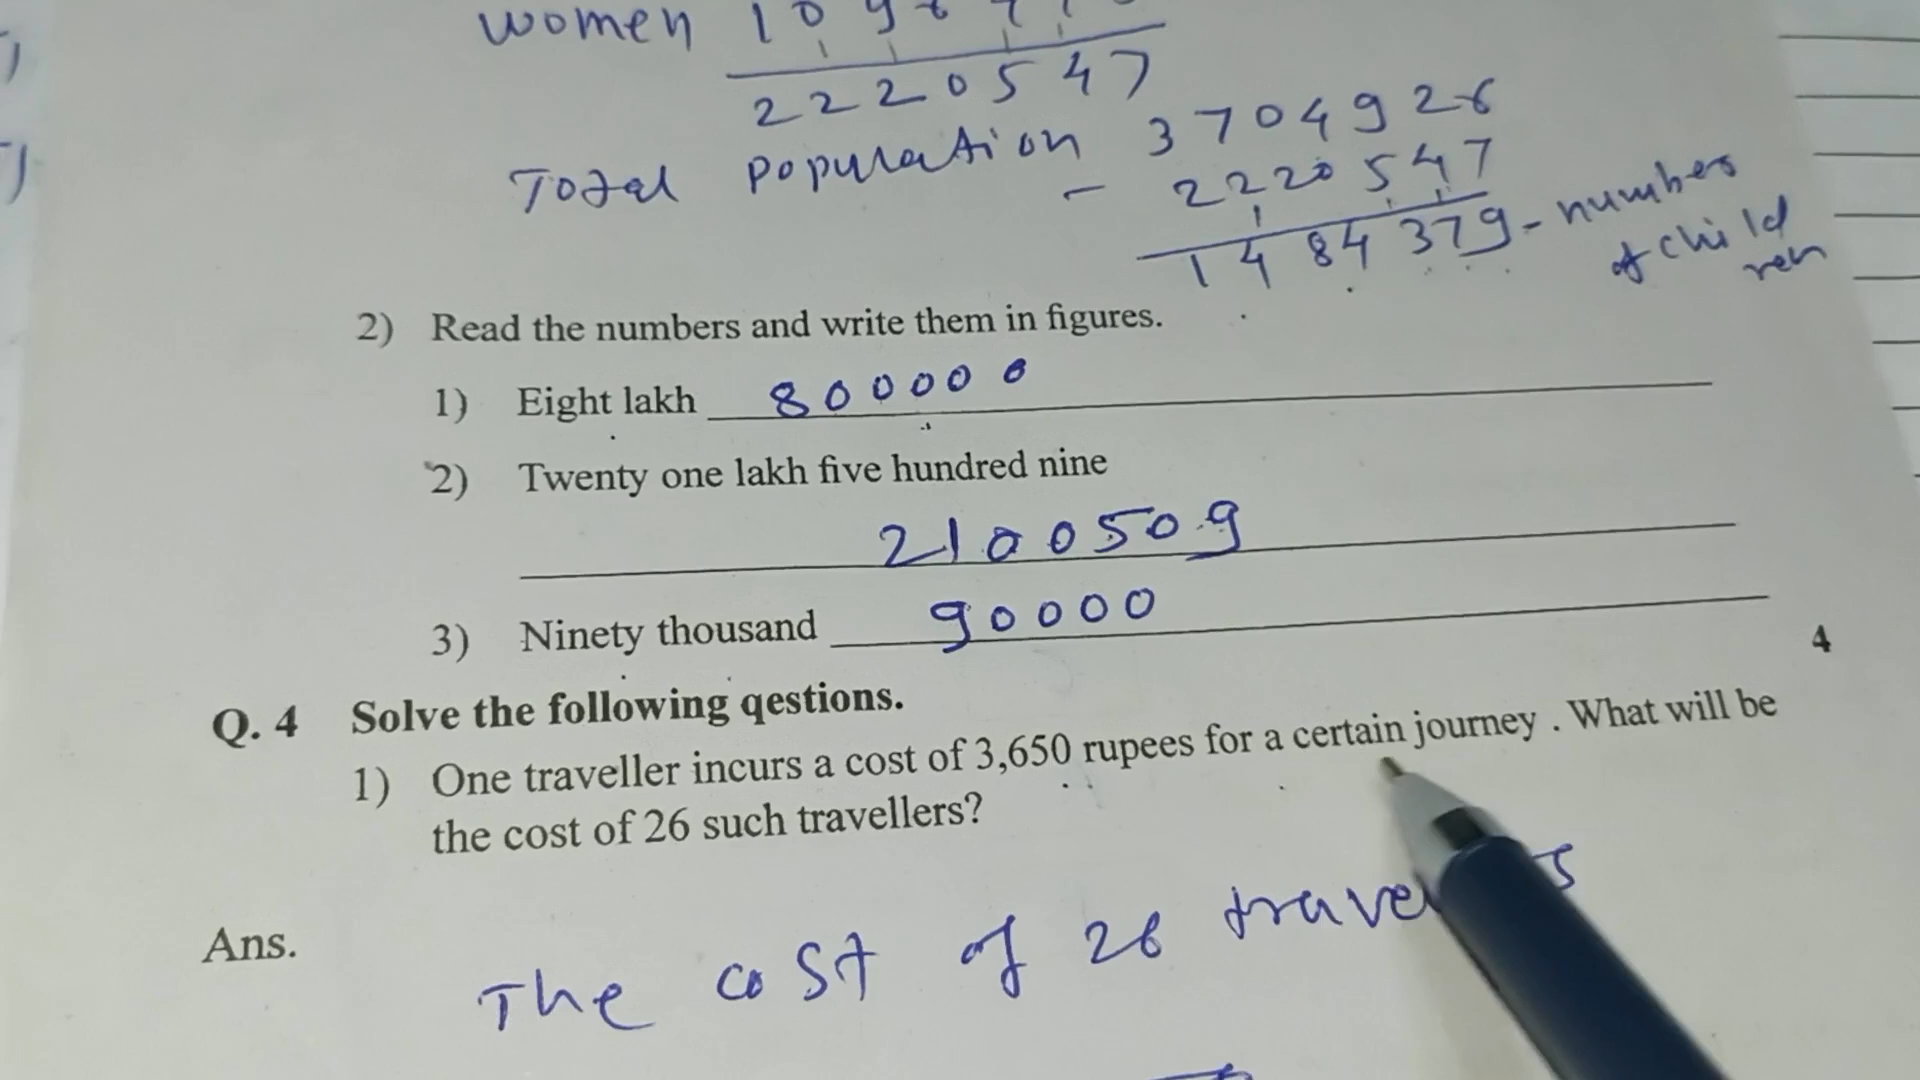 women
2220547
Total population 3704926
- 2220547
1484379 - number
of child
ren
2) Read the numbers and write them in figures.
1) Eight lakh 800000
2) Twenty one lakh five hundred nine
2100509
3) Ninety thousand 90000
4
Q. 4 Solve the following qestions.
1) One traveller incurs a cost of 3,650 rupees for a certain journey . What will be
the cost of 26 such travellers?
Ans.
The cost of 26